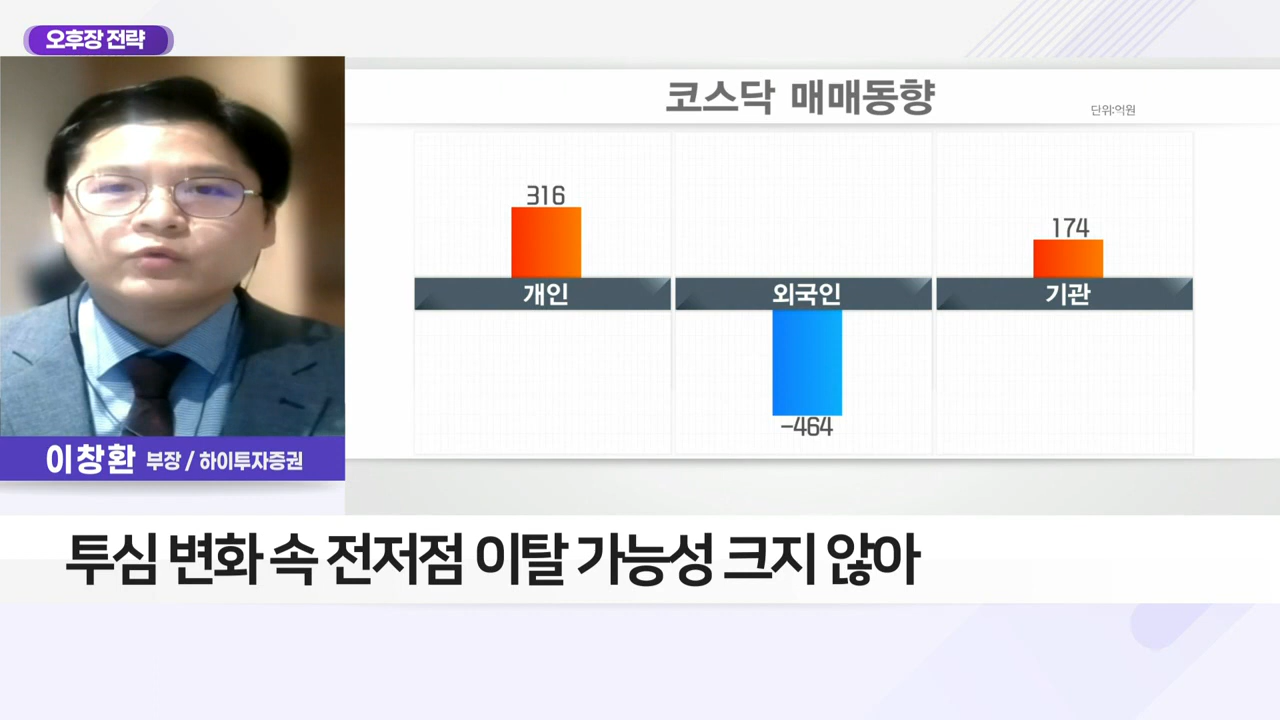 오후장 전략
코스닥 매매동향
단위:억원
316
174
개인
외국인
기관
-464
이창환 부장 / 하이투자증권
투심 변화 속 전저점 이탈 가능성 크지 않아